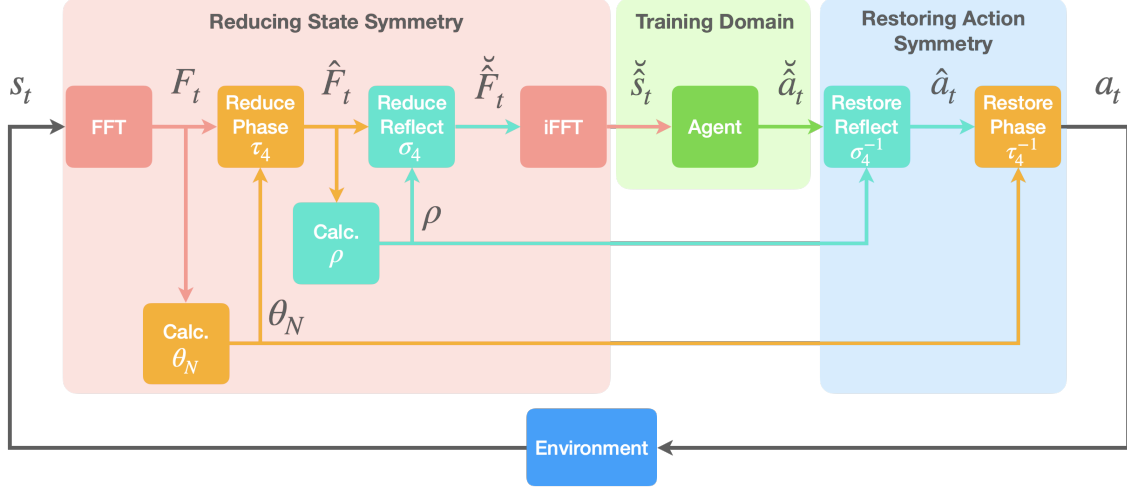 Reducing State Symmetry
Training Domain
Restoring Action
Symmetry
s_t
F_t
F̂_t
F̂̆_t
ŝ̆_t
â̆_t
â_t
a_t
FFT
Reduce
Phase
τ_4
Reduce
Reflect
σ_4
iFFT
Agent
Restore
Reflect
σ_4^{-1}
Restore
Phase
τ_4^{-1}
Calc.
ρ
ρ
Calc.
θ_N
θ_N
Environment